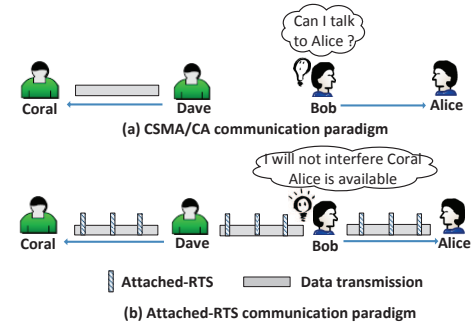 Can I talk
to Alice ?
Coral
Dave
Bob
Alice
(a) CSMA/CA communication paradigm
I will not interfere Coral
Alice is available
Coral
Dave
Bob
Alice
Attached-RTS
Data transmission
(b) Attached-RTS communication paradigm